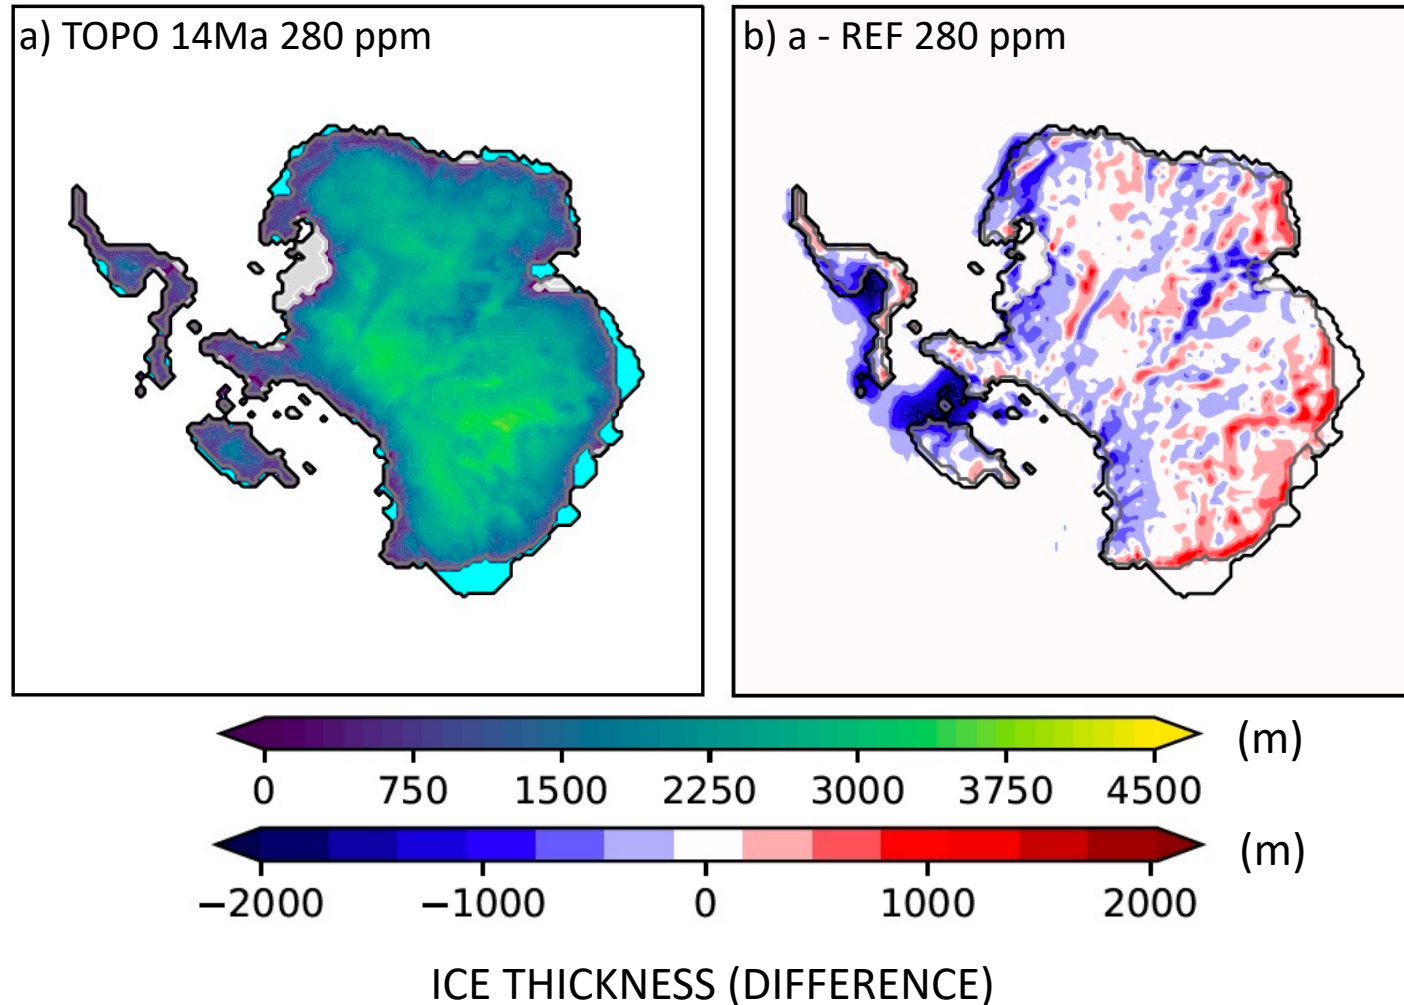 a) TOPO 14Ma 280 ppm
b) a - REF 280 ppm
(m)
0 750 1500 2250 3000 3750 4500
(m)
−2000 −1000 0 1000 2000
ICE THICKNESS (DIFFERENCE)